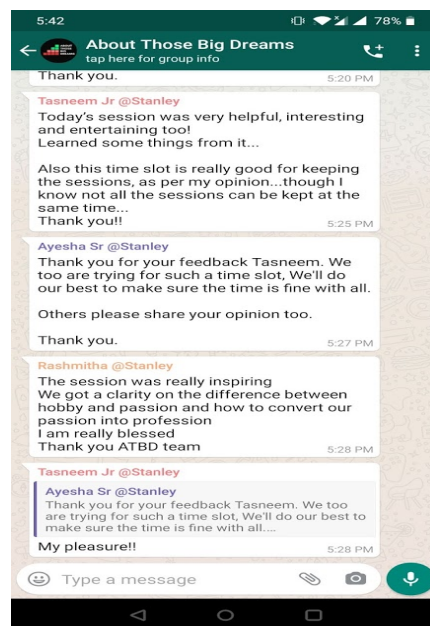 5:42
78%
About Those Big Dreams
tap here for group info
Thank you.
5:20 PM
Tasneem Jr @Stanley
Today's session was very helpful, interesting
and entertaining too!
Learned some things from it...
Also this time slot is really good for keeping
the sessions, as per my opinion...though I
know not all the sessions can be kept at the
same time...
Thank you!!
5:25 PM
Ayesha Sr @Stanley
Thank you for your feedback Tasneem. We
too are trying for such a time slot, We'll do
our best to make sure the time is fine with all.
Others please share your opinion too.
Thank you.
5:27 PM
Rashmitha @Stanley
The session was really inspiring
We got a clarity on the difference between
hobby and passion and how to convert our
passion into profession
I am really blessed
Thank you ATBD team
5:28 PM
Tasneem Jr @Stanley
Ayesha Sr @Stanley
Thank you for your feedback Tasneem. We too
are trying for such a time slot, We'll do our best to
make sure the time is fine with all....
My pleasure!!
5:28 PM
Type a message